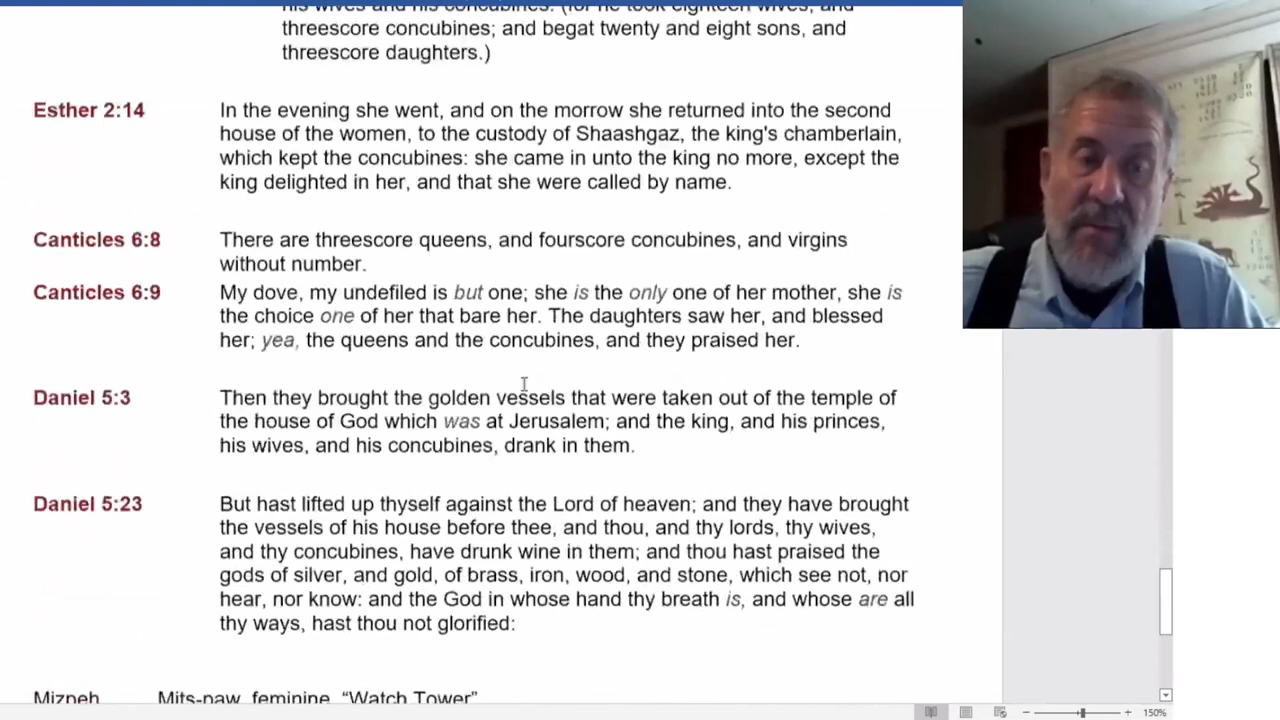 his wives and his concubines: (for he took eighteen wives, and
threescore concubines; and begat twenty and eight sons, and
threescore daughters.)
Esther 2:14 In the evening she went, and on the morrow she returned into the second
house of the women, to the custody of Shaashgaz, the king's chamberlain,
which kept the concubines: she came in unto the king no more, except the
king delighted in her, and that she were called by name.
Canticles 6:8 There are threescore queens, and fourscore concubines, and virgins
without number.
Canticles 6:9 My dove, my undefiled is but one; she is the only one of her mother, she is
the choice one of her that bare her. The daughters saw her, and blessed
her; yea, the queens and the concubines, and they praised her.
Daniel 5:3 Then they brought the golden vessels that were taken out of the temple of
the house of God which was at Jerusalem; and the king, and his princes,
his wives, and his concubines, drank in them.
Daniel 5:23 But hast lifted up thyself against the Lord of heaven; and they have brought
the vessels of his house before thee, and thou, and thy lords, thy wives,
and thy concubines, have drunk wine in them; and thou hast praised the
gods of silver, and gold, of brass, iron, wood, and stone, which see not, nor
hear, nor know: and the God in whose hand thy breath is, and whose are all
thy ways, hast thou not glorified:
Mizpeh Mits-paw feminine "Watch Tower"
150%